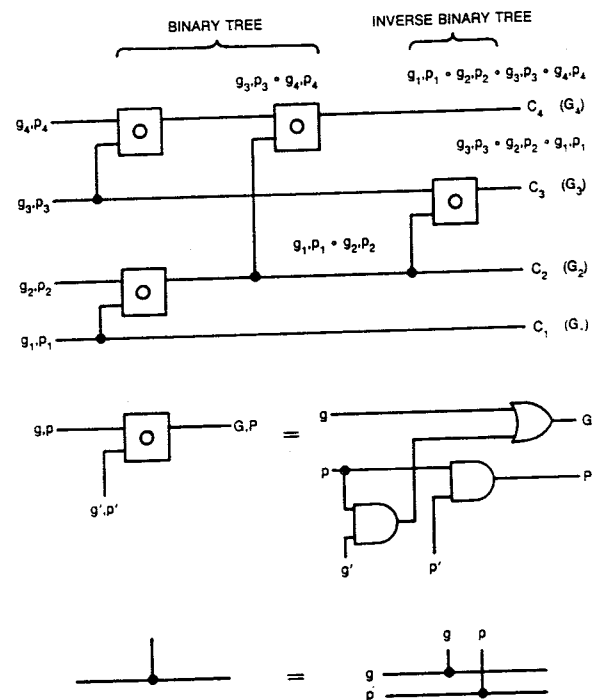 BINARY TREE
INVERSE BINARY TREE
g₃,p₃ ∘ g₄,p₄
g₁,p₁ ∘ g₂,p₂ ∘ g₃,p₃ ∘ g₄,p₄
g₄,p₄
C₄ (G₄)
g₃,p₃ ∘ g₂,p₂ ∘ g₁,p₁
g₃,p₃
C₃ (G₃)
g₁,p₁ ∘ g₂,p₂
g₂,p₂
C₂ (G₂)
g₁,p₁
C₁ (G.)
g,p
G,P
=
g
G
p
P
g',p'
g'
p'
g p
=
g
p